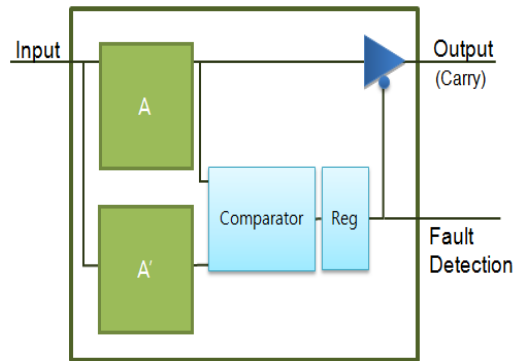 Input
Output
(Carry)
A
Comparator
Reg
A'
Fault
Detection